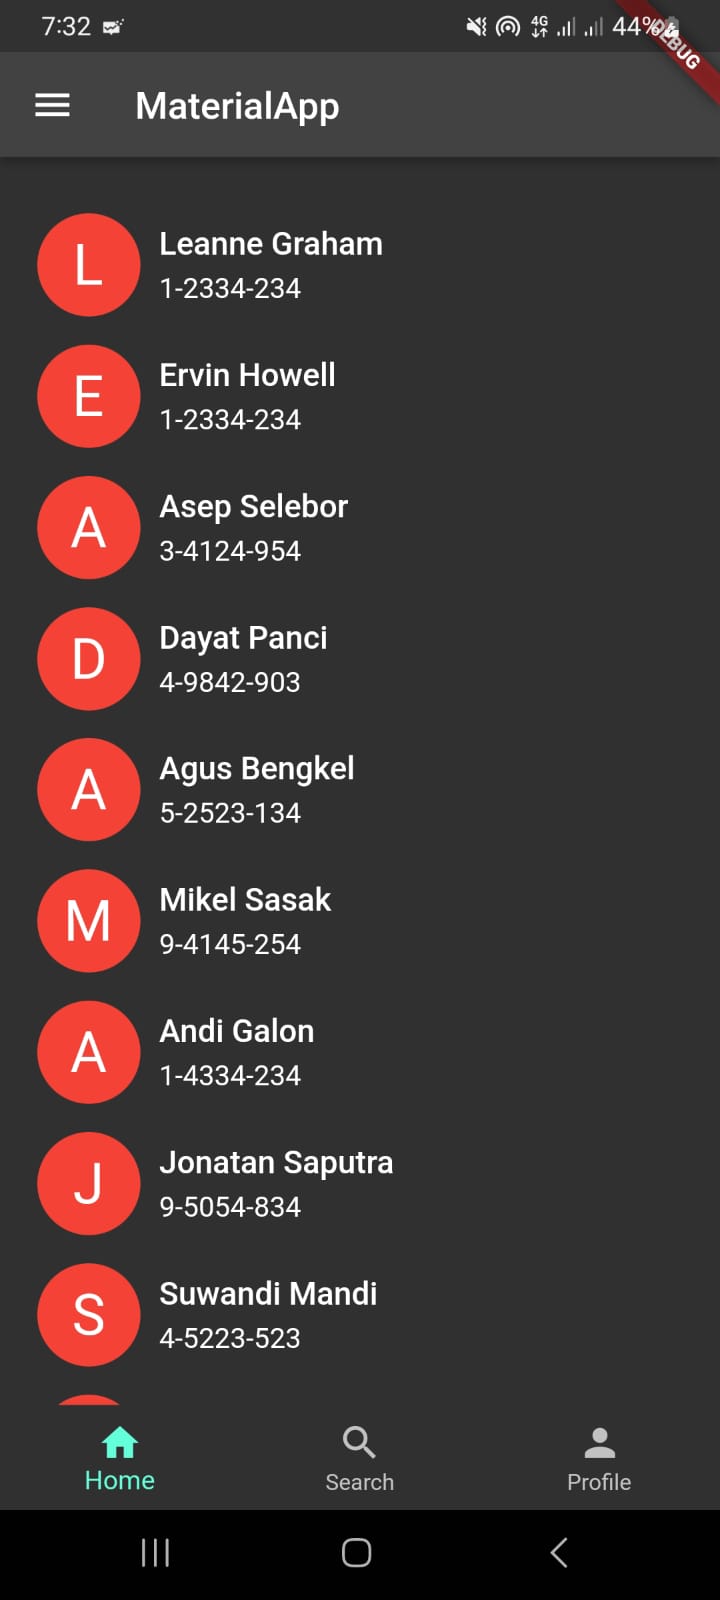 7:32
4G
44%
DEBUG
MaterialApp
L
Leanne Graham
1-2334-234
E
Ervin Howell
1-2334-234
A
Asep Selebor
3-4124-954
D
Dayat Panci
4-9842-903
A
Agus Bengkel
5-2523-134
M
Mikel Sasak
9-4145-254
A
Andi Galon
1-4334-234
J
Jonatan Saputra
9-5054-834
S
Suwandi Mandi
4-5223-523
Home
Search
Profile